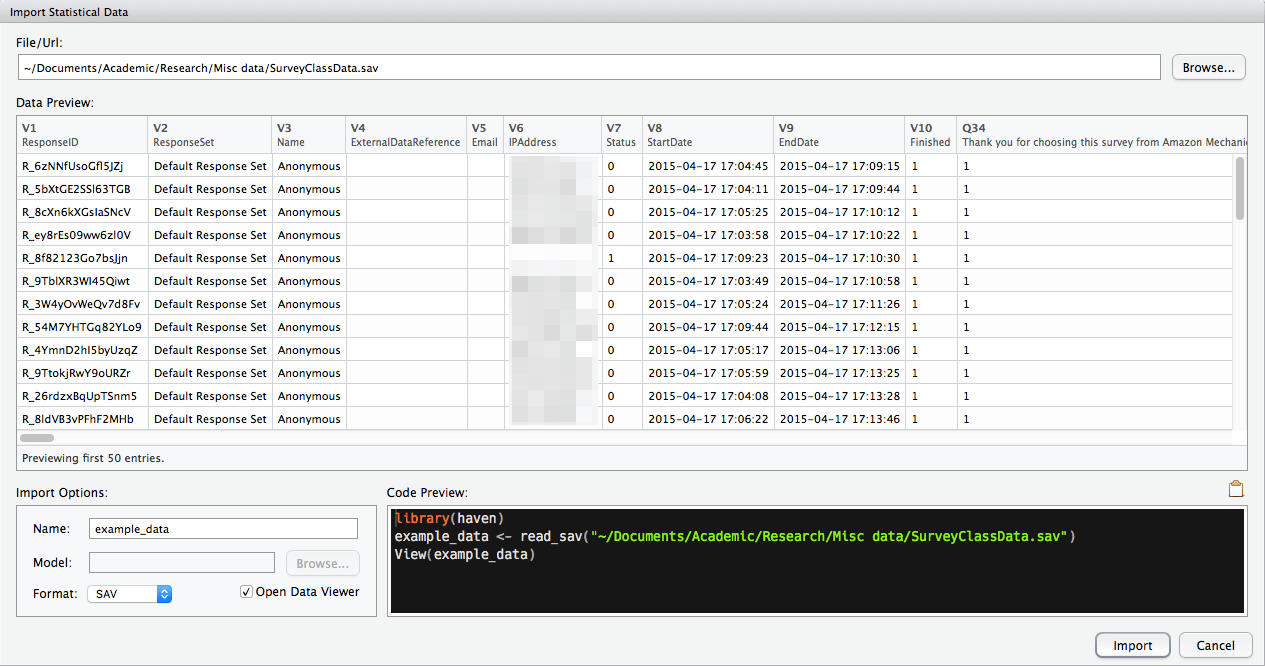 Import Statistical Data
File/Url:
~/Documents/Academic/Research/Misc data/SurveyClassData.sav Browse...
Data Preview:
V1 V2 V3 V4 V5 V6 V7 V8 V9 V10 Q34
ResponseID ResponseSet Name ExternalDataReference Email IPAddress Status StartDate EndDate Finished Thank you for choosing this survey from Amazon Mechani
R_6zNNfUsoGfl5JZj Default Response Set Anonymous 0 2015-04-17 17:04:45 2015-04-17 17:09:15 1 1
R_5bXtGE2SSl63TGB Default Response Set Anonymous 0 2015-04-17 17:04:11 2015-04-17 17:09:44 1 1
R_8cXn6kXGsIaSNcV Default Response Set Anonymous 0 2015-04-17 17:05:25 2015-04-17 17:10:12 1 1
R_ey8rEs09ww6zl0V Default Response Set Anonymous 0 2015-04-17 17:03:58 2015-04-17 17:10:22 1 1
R_8f82123Go7bsJjn Default Response Set Anonymous 1 2015-04-17 17:09:23 2015-04-17 17:10:30 1 1
R_9TblXR3WI45Qiwt Default Response Set Anonymous 0 2015-04-17 17:03:49 2015-04-17 17:10:58 1 1
R_3W4yOvWeQv7d8Fv Default Response Set Anonymous 0 2015-04-17 17:05:24 2015-04-17 17:11:26 1 1
R_54M7YHTGq82YLo9 Default Response Set Anonymous 0 2015-04-17 17:09:44 2015-04-17 17:12:15 1 1
R_4YmnD2hI5byUzqZ Default Response Set Anonymous 0 2015-04-17 17:05:17 2015-04-17 17:13:06 1 1
R_9TtokjRwY9oURZr Default Response Set Anonymous 0 2015-04-17 17:05:59 2015-04-17 17:13:25 1 1
R_26rdzxBqUpTSnm5 Default Response Set Anonymous 0 2015-04-17 17:04:08 2015-04-17 17:13:28 1 1
R_8ldVB3vPFhF2MHb Default Response Set Anonymous 0 2015-04-17 17:06:22 2015-04-17 17:13:46 1 1
Previewing first 50 entries.
Import Options:
Name: example_data
Model: Browse...
Format: SAV Open Data Viewer
Code Preview:
library(haven)
example_data <- read_sav("~/Documents/Academic/Research/Misc data/SurveyClassData.sav")
View(example_data)
Import Cancel